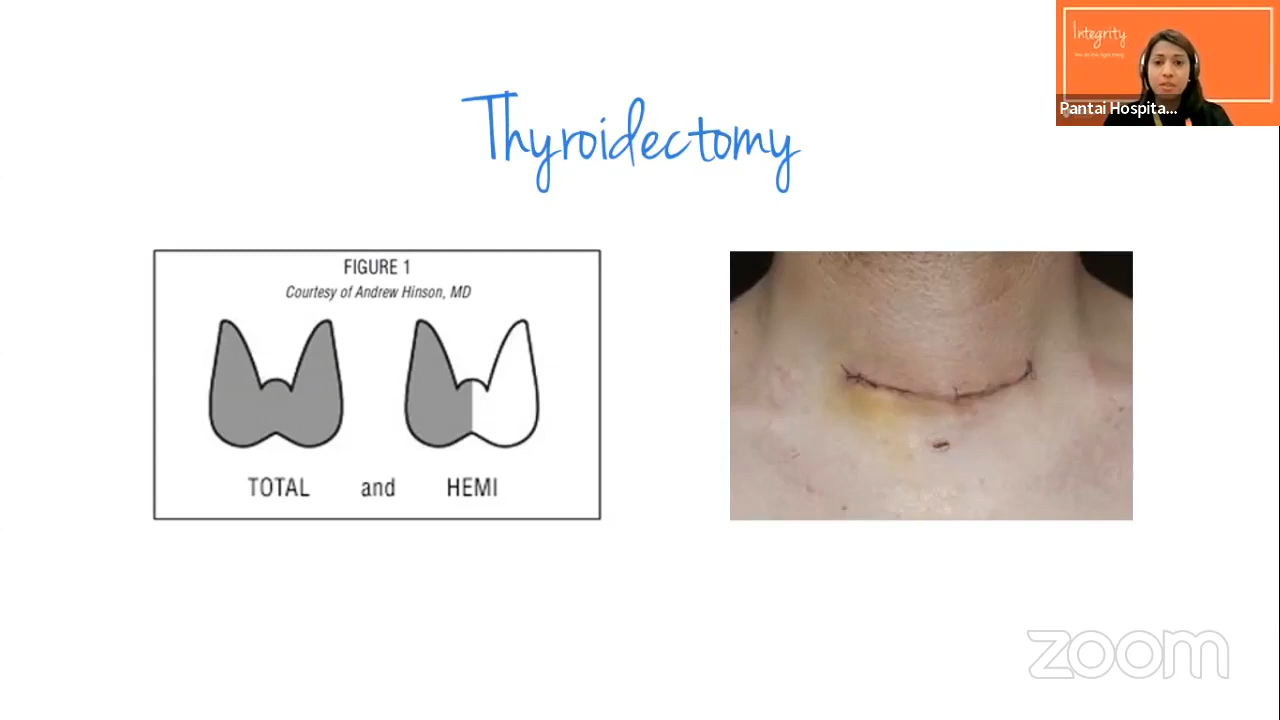 Integrity
Pantai Hospita...
Thyroidectomy
FIGURE 1
Courtesy of Andrew Hinson, MD
TOTAL and HEMI
zoom